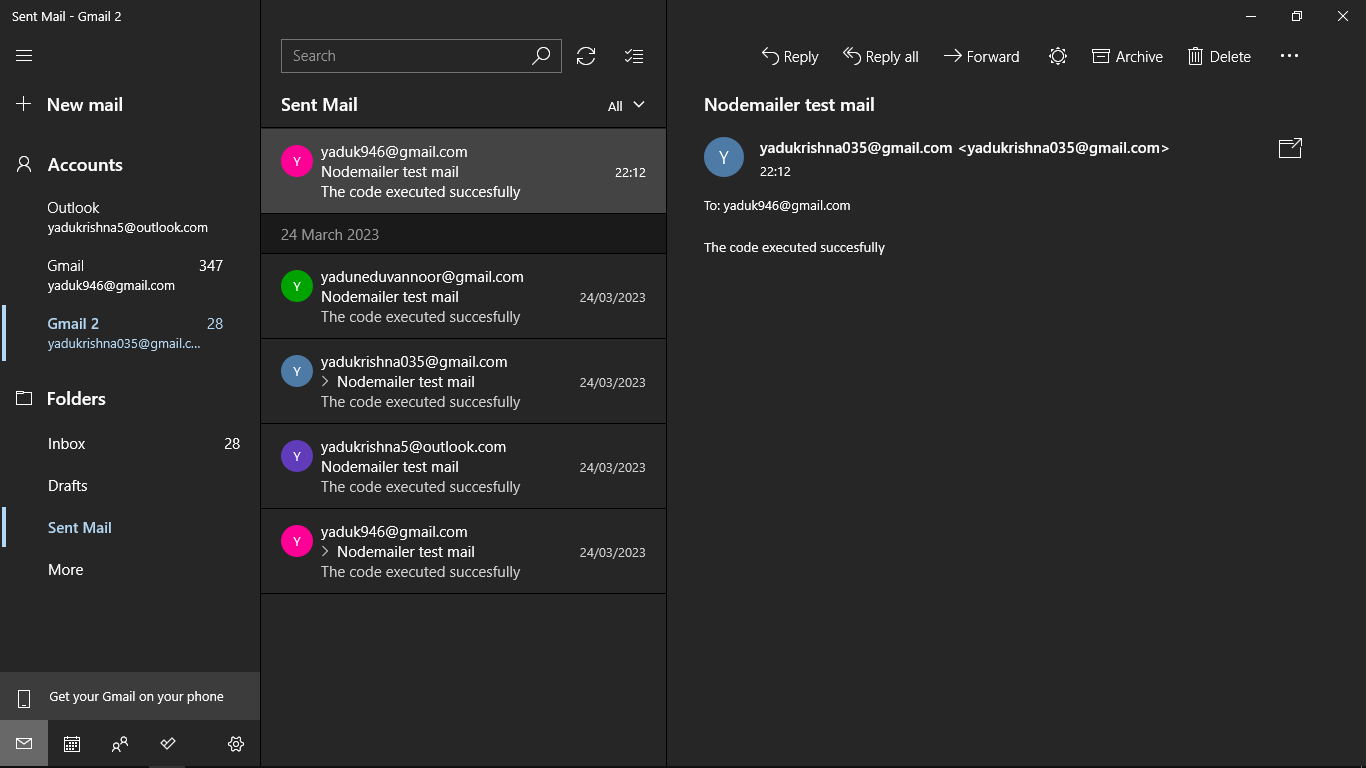 Sent Mail - Gmail 2
New mail
Accounts
Outlook
yadukrishna5@outlook.com
Gmail 347
yaduk946@gmail.com
Gmail 2 28
yadukrishna035@gmail.c...
Folders
Inbox 28
Drafts
Sent Mail
More
Get your Gmail on your phone
Search
Sent Mail All
Y
yaduk946@gmail.com
Nodemailer test mail 22:12
The code executed succesfully
24 March 2023
Y
yaduneduvannoor@gmail.com
Nodemailer test mail 24/03/2023
The code executed succesfully
Y
yadukrishna035@gmail.com
> Nodemailer test mail 24/03/2023
The code executed succesfully
Y
yadukrishna5@outlook.com
Nodemailer test mail 24/03/2023
The code executed succesfully
Y
yaduk946@gmail.com
> Nodemailer test mail 24/03/2023
The code executed succesfully
Reply Reply all Forward Archive Delete ...
Nodemailer test mail
Y
yadukrishna035@gmail.com <yadukrishna035@gmail.com>
22:12
To: yaduk946@gmail.com
The code executed succesfully